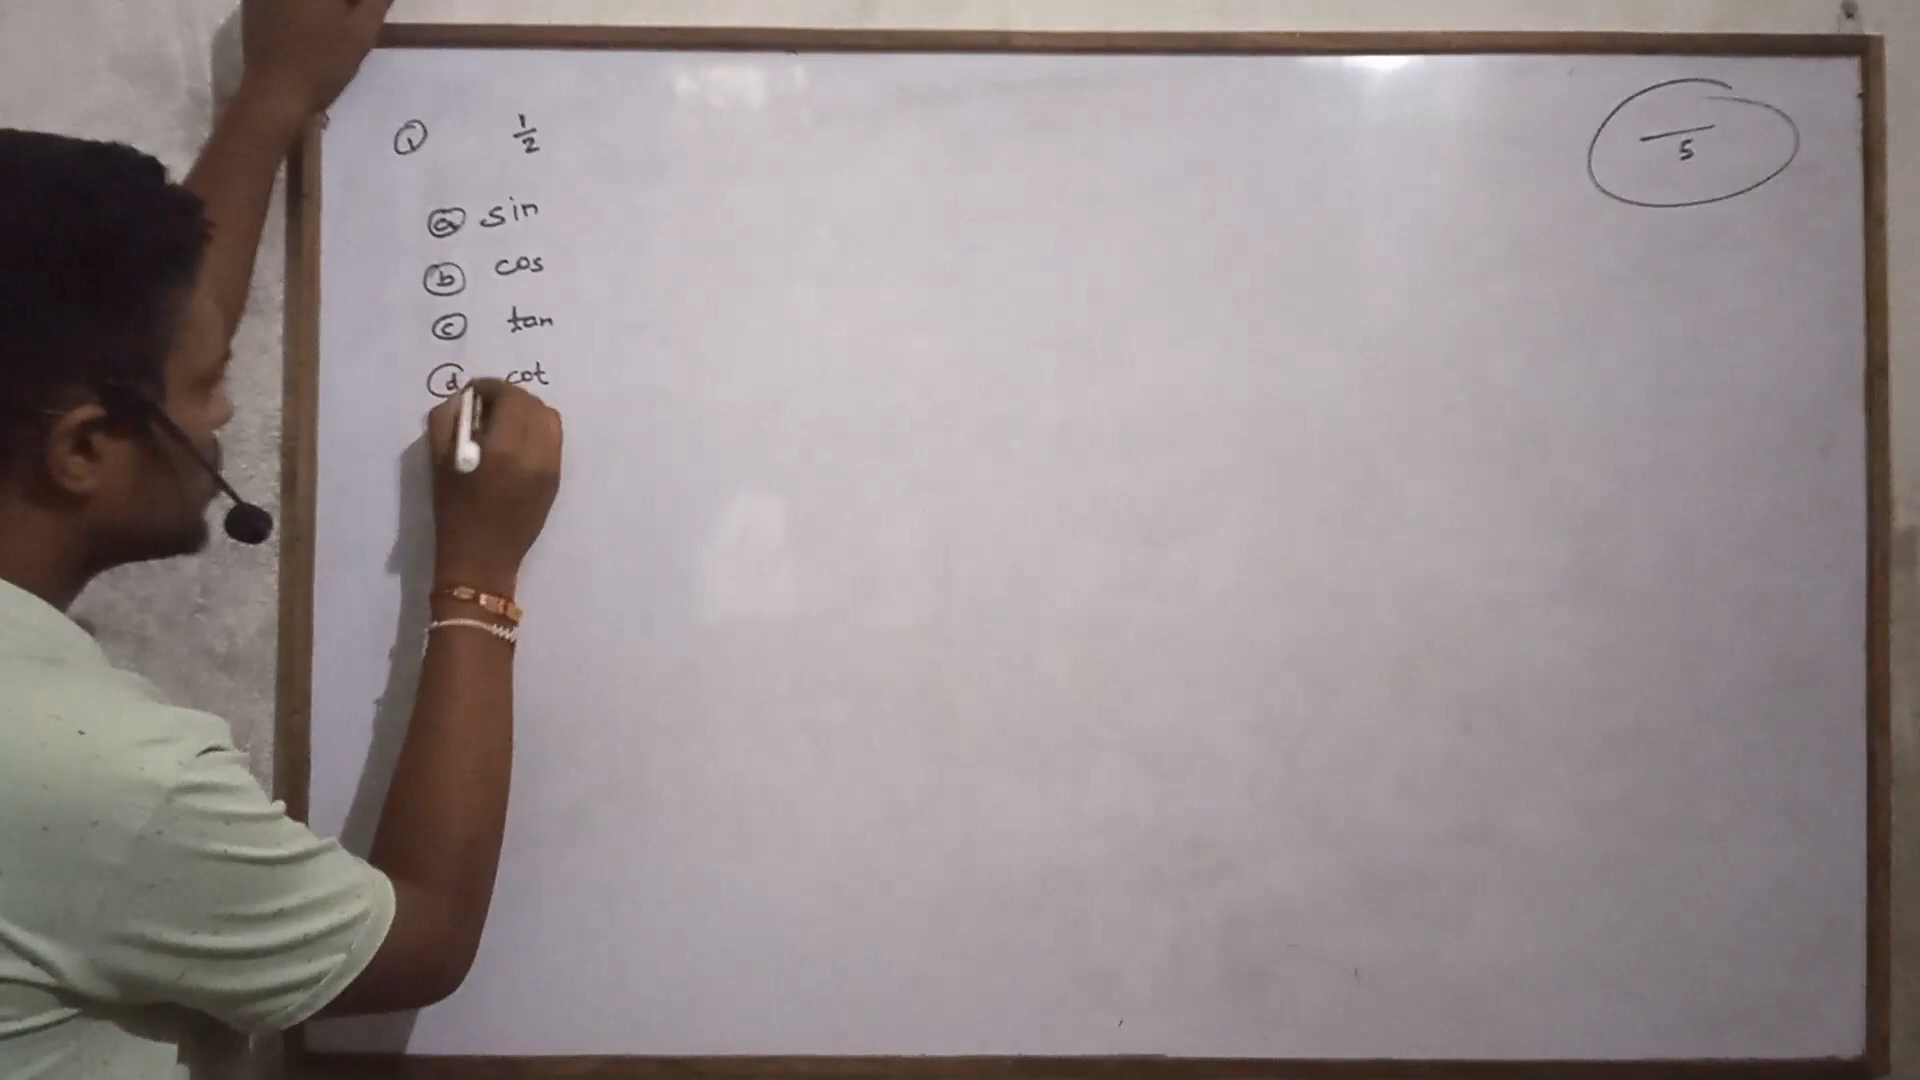 ① 1/2
ⓐ sin
ⓑ cos
ⓒ tan
ⓓ cot
5